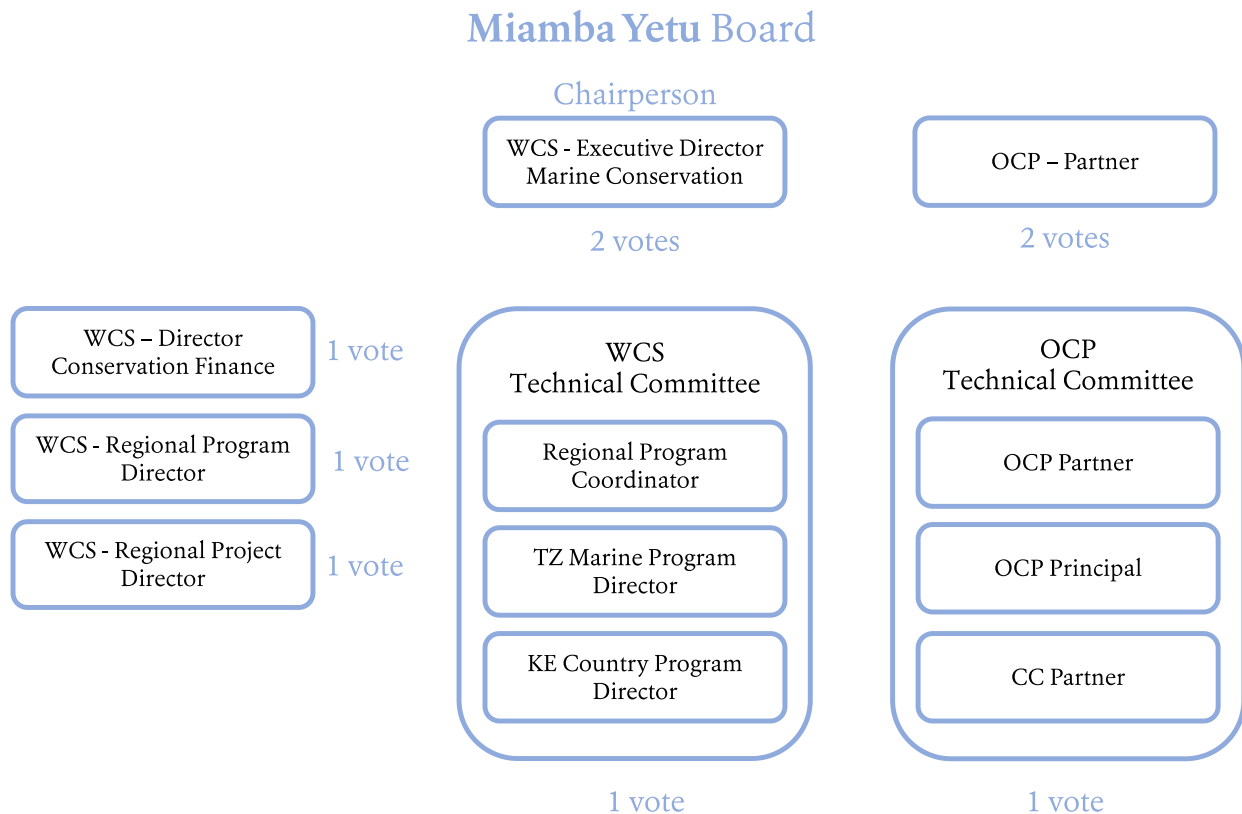 Miamba Yetu Board
Chairperson
WCS - Executive Director
Marine Conservation
2 votes
OCP – Partner
2 votes
WCS – Director
Conservation Finance
1 vote
WCS - Regional Program
Director
1 vote
WCS - Regional Project
Director
1 vote
WCS
Technical Committee
Regional Program
Coordinator
TZ Marine Program
Director
KE Country Program
Director
1 vote
OCP
Technical Committee
OCP Partner
OCP Principal
CC Partner
1 vote